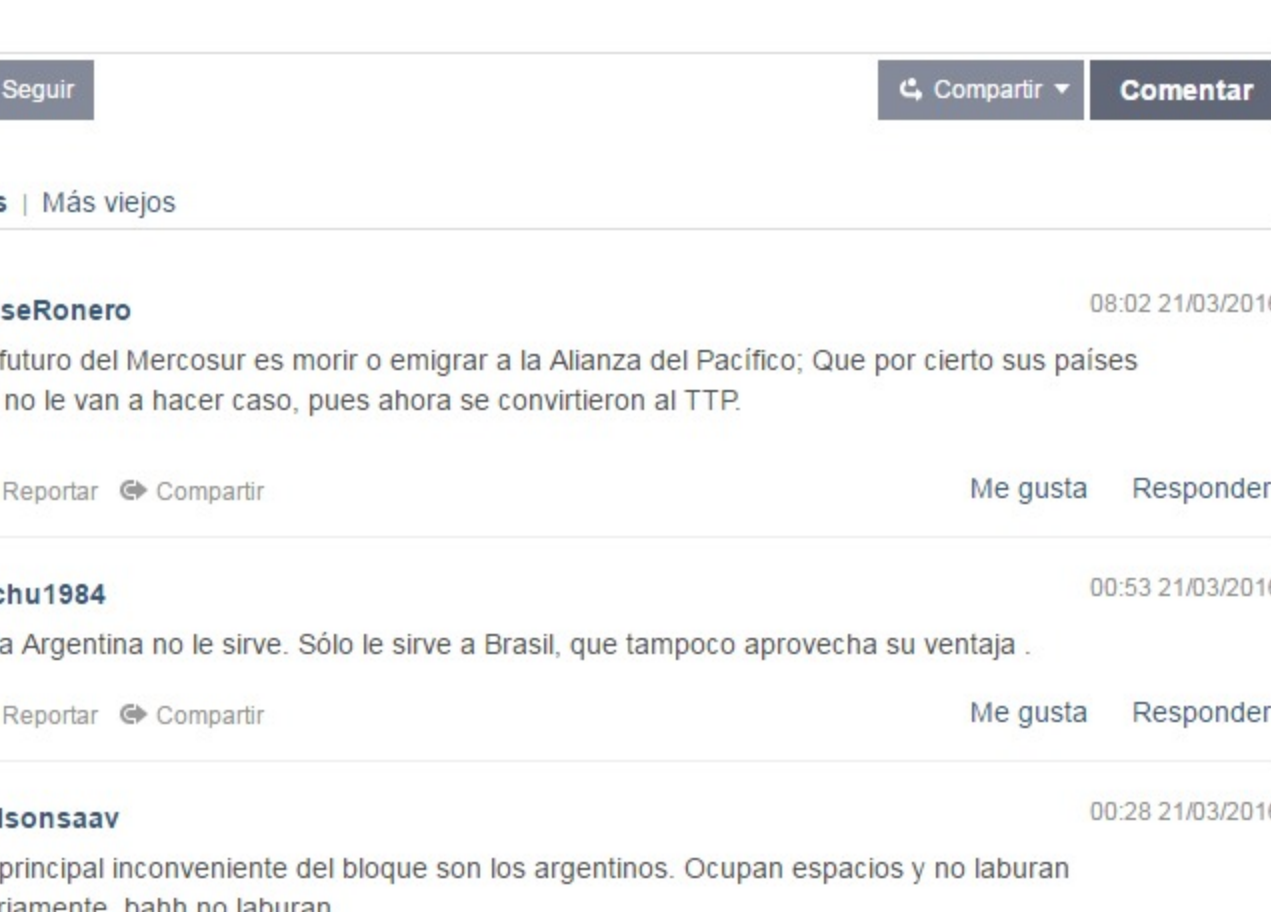 Seguir
Compartir
Comentar
| Más viejos
08:02 21/03/201
futuro del Mercosur es morir o emigrar a la Alianza del Pacífico; Que por cierto sus países
no le van a hacer caso, pues ahora se convirtieron al TTP.
Reportar Compartir
Me gusta Responder
00:53 21/03/201
a Argentina no le sirve. Sólo le sirve a Brasil, que tampoco aprovecha su ventaja .
Reportar Compartir
Me gusta Responder
00:28 21/03/201
principal inconveniente del bloque son los argentinos. Ocupan espacios y no laburan
bahh no laburan